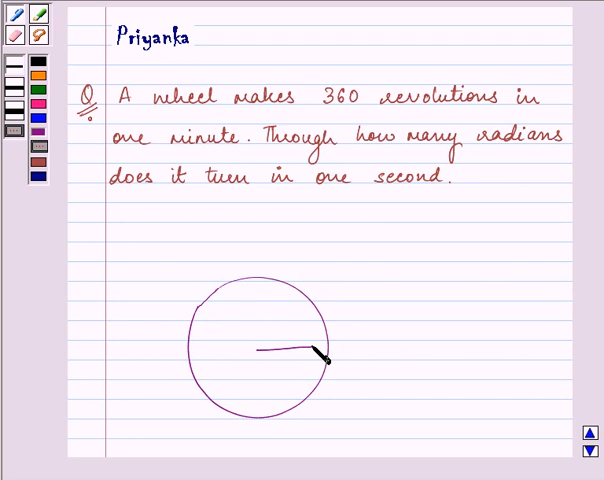 Priyanka
Q A wheel makes 360 revolutions in
one minute. Through how many radians
does it turn in one second.